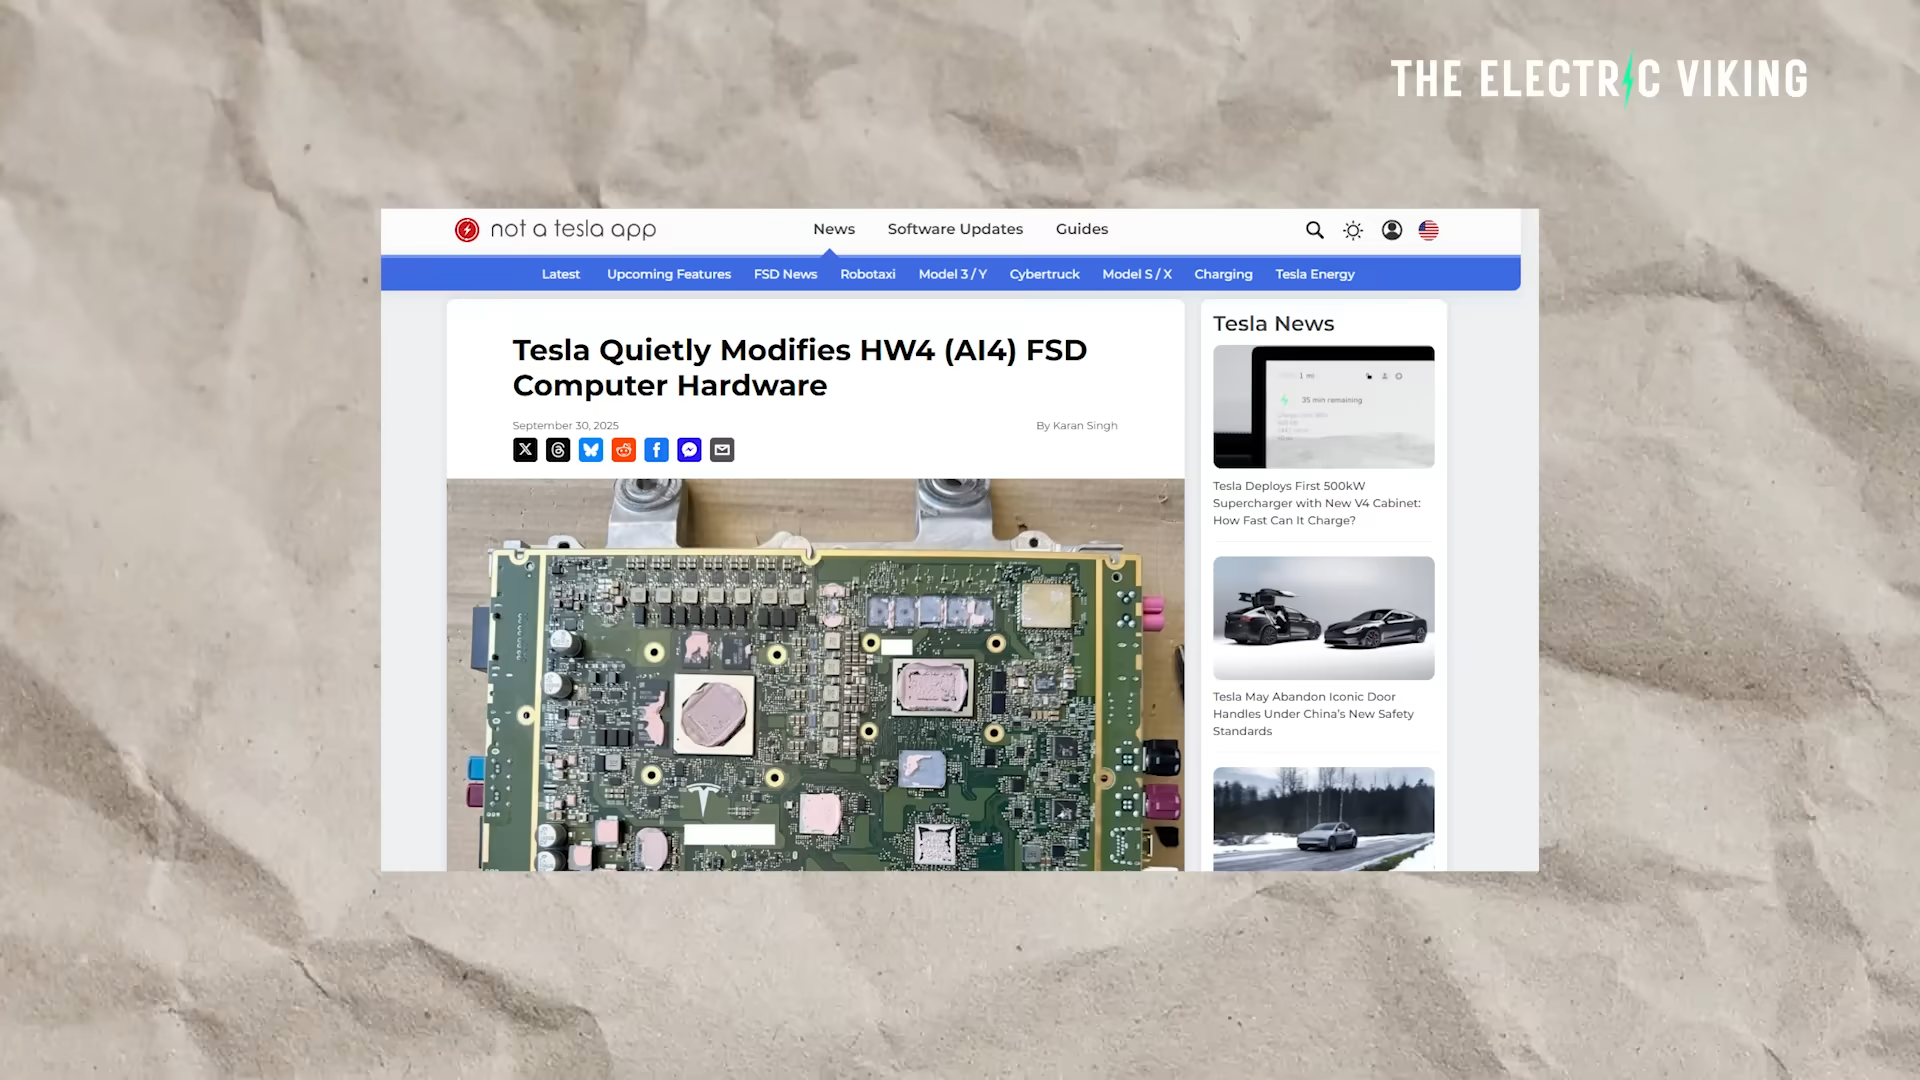 THE ELECTRIC VIKING
not a tesla app
News
Software Updates
Guides
Latest
Upcoming Features
FSD News
Robotaxi
Model 3 / Y
Cybertruck
Model S / X
Charging
Tesla Energy
Tesla Quietly Modifies HW4 (AI4) FSD
Computer Hardware
September 30, 2025
By Karan Singh
Tesla News
1 mi
35 min remaining
Tesla Deploys First 500kW
Supercharger with New V4 Cabinet:
How Fast Can It Charge?
Tesla May Abandon Iconic Door
Handles Under China's New Safety
Standards